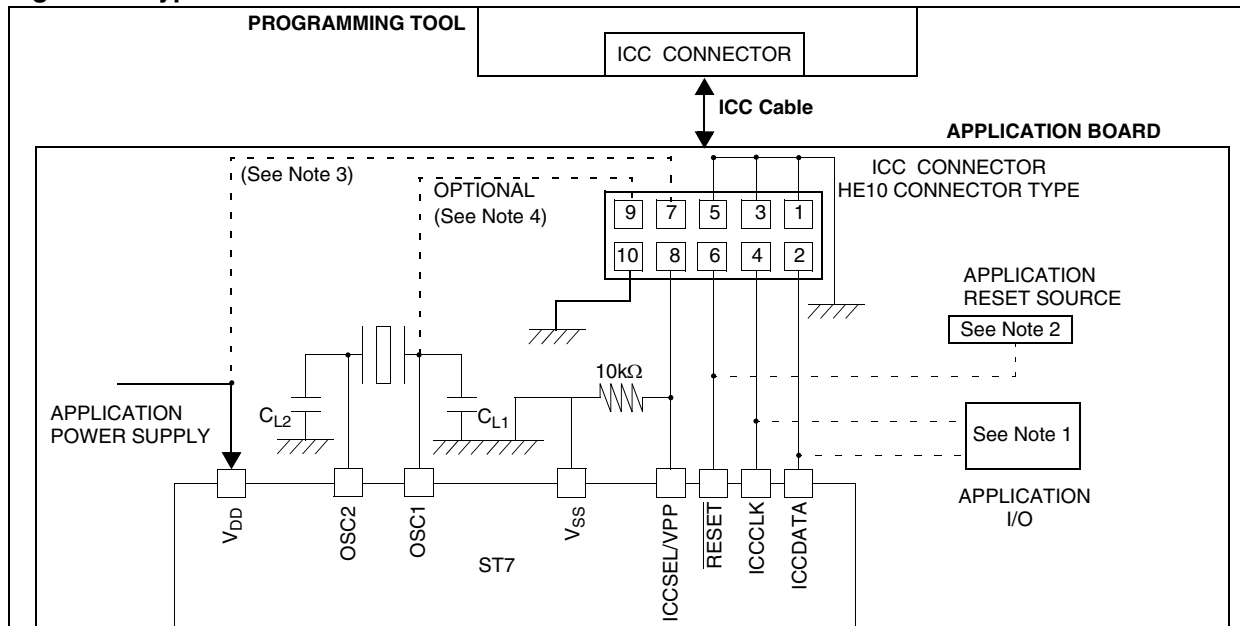 PROGRAMMING TOOL
ICC CONNECTOR
ICC Cable
APPLICATION BOARD
(See Note 3)
OPTIONAL
(See Note 4)
ICC CONNECTOR
HE10 CONNECTOR TYPE
9 7 5 3 1
10 8 6 4 2
APPLICATION
RESET SOURCE
See Note 2
10kΩ
APPLICATION
POWER SUPPLY
CL2
CL1
See Note 1
APPLICATION
I/O
VDD
OSC2
OSC1
VSS
ICCSEL/VPP
RESET
ICCCLK
ICCDATA
ST7